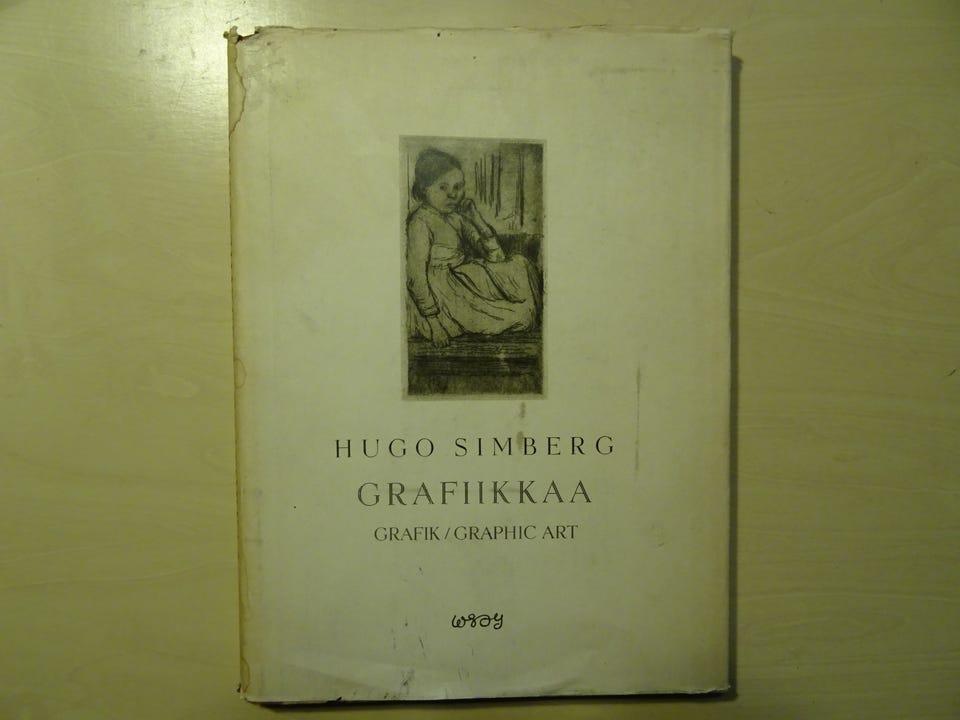 HUGO SIMBERG
GRAFIIKKAA
GRAFIK / GRAPHIC ART
wsoy